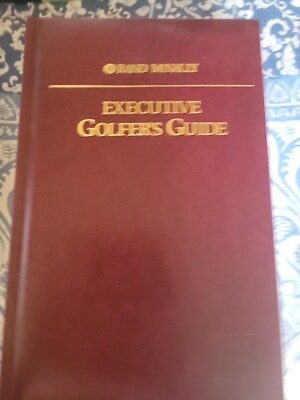 RAND MCNALLY
EXECUTIVE
GOLFER'S GUIDE